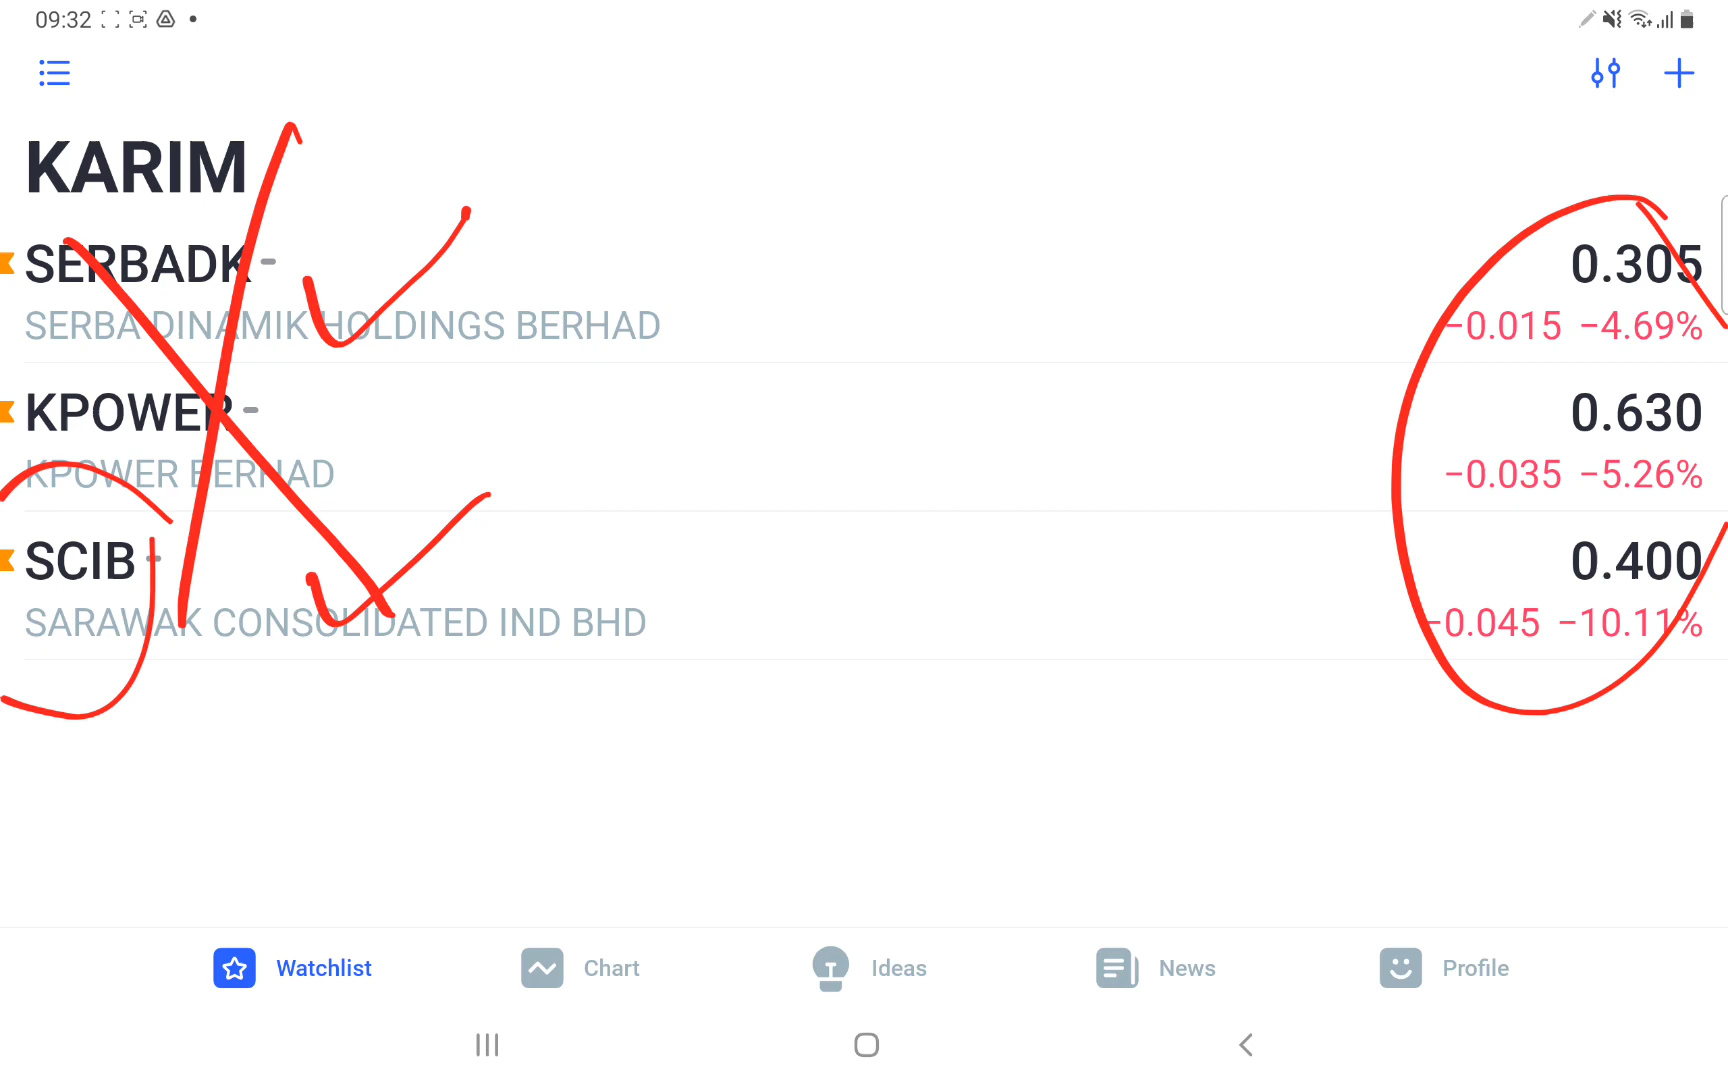 09:32
KARIM
SERBADK
0.305
SERBA DINAMIK HOLDINGS BERHAD
−0.015 −4.69%
KPOWER
0.630
KPOWER BERHAD
−0.035 −5.26%
SCIB
0.400
SARAWAK CONSOLIDATED IND BHD
−0.045 −10.11%
Watchlist
Chart
Ideas
News
Profile